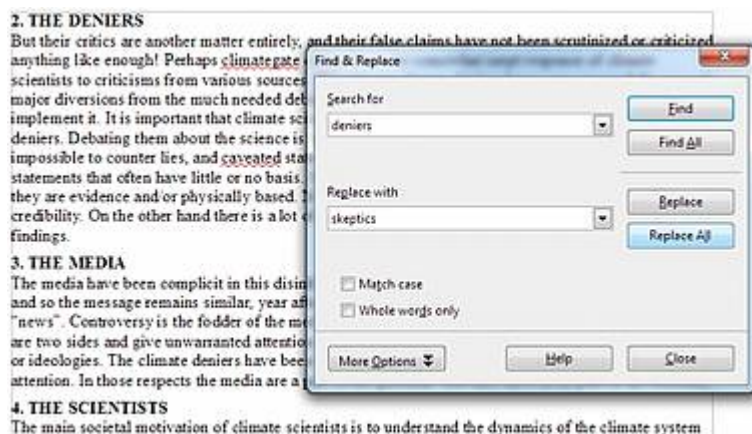 2. THE DENIERS
But their critics are another matter entirely, and their false claims have not been scrutinized or criticized
anything like enough! Perhaps climategate
scientists to criticisms from various sources
major diversions from the much needed
implement it. It is important that climate
deniers. Debating them about the science is
impossible to counter lies, and caveated
statements that often have little or no basis.
they are evidence and/or physically based.
credibility. On the other hand there is a lot
findings.
3. THE MEDIA
The media have been complicit in this
and so the message remains similar, year
"news". Controversy is the fodder of the
are two sides and give unwarranted
or ideologies. The climate deniers have
attention. In those respects the media are a
4. THE SCIENTISTS
The main societal motivation of climate scientists is to understand the dynamics of the climate system
Find & Replace
Search for
deniers
Find
Find All
Replace with
skeptics
Replace
Replace All
Match case
Whole words only
More Options
Help
Close